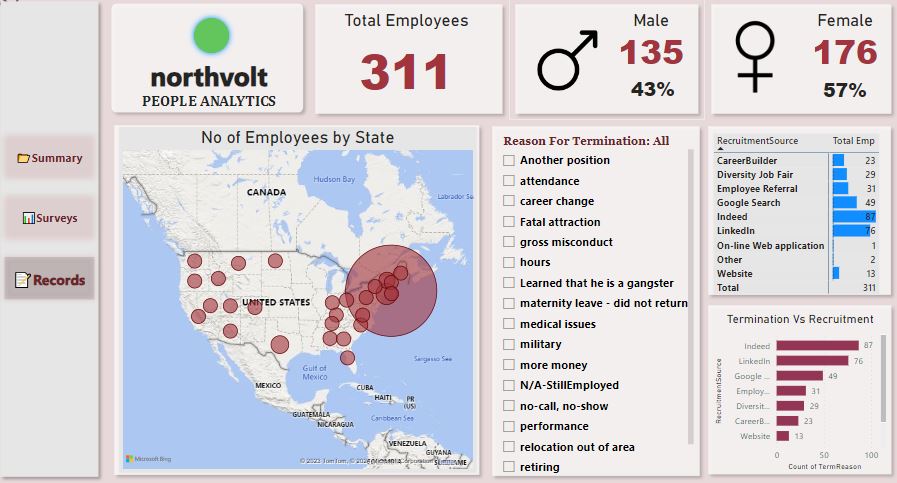 northvolt
PEOPLE ANALYTICS
Total Employees
311
Male
135
43%
Female
176
57%
Summary
Surveys
Records
No of Employees by State
CANADA
Hudson Bay
Labrador Se
UNITED STATES
Sargasso Sea
Gulf of
Mexico
MEXICO
CUBA
HAITI
PR
(US)
GUATEMALA
Caribbean Sea
NICARAGUA
VENEZUELA
GUYANA
Microsoft Bing
© 2023 TomTom,
Reason For Termination: All
Another position
attendance
career change
Fatal attraction
gross misconduct
hours
Learned that he is a gangster
maternity leave - did not return
medical issues
military
more money
N/A-StillEmployed
no-call, no-show
performance
relocation out of area
retiring
RecruitmentSource Total Emp
CareerBuilder 23
Diversity Job Fair 29
Employee Referral 31
Google Search 49
Indeed 87
LinkedIn 76
On-line Web application 1
Other 2
Website 13
Total 311
Termination Vs Recruitment
RecruitmentSource
Indeed 87
LinkedIn 76
Google ... 49
Employ... 31
Diversit... 29
CareerB... 23
Website 13
0 50 100
Count of TermReason